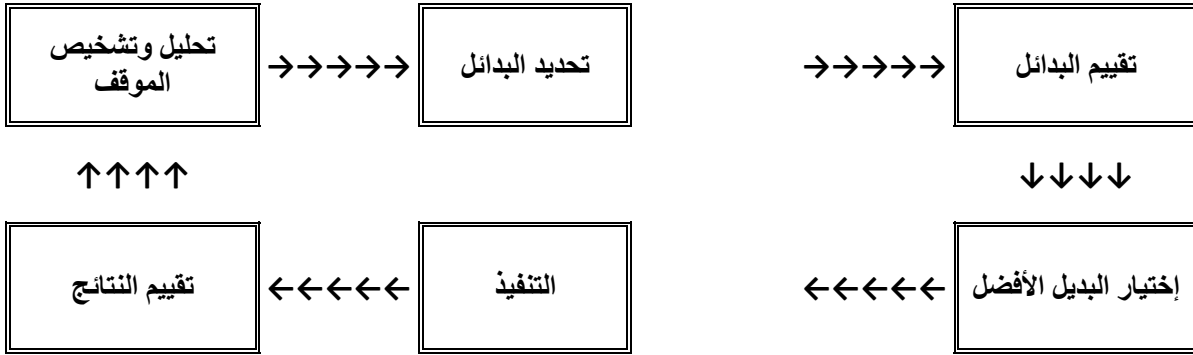 تحليل وتشخيص
الموقف
→→→→→
تحديد البدائل
→→→→→
تقييم البدائل
↑↑↑↑
↓↓↓↓
تقييم النتائج
←←←←←
التنفيذ
←←←←←
إختيار البديل الأفضل